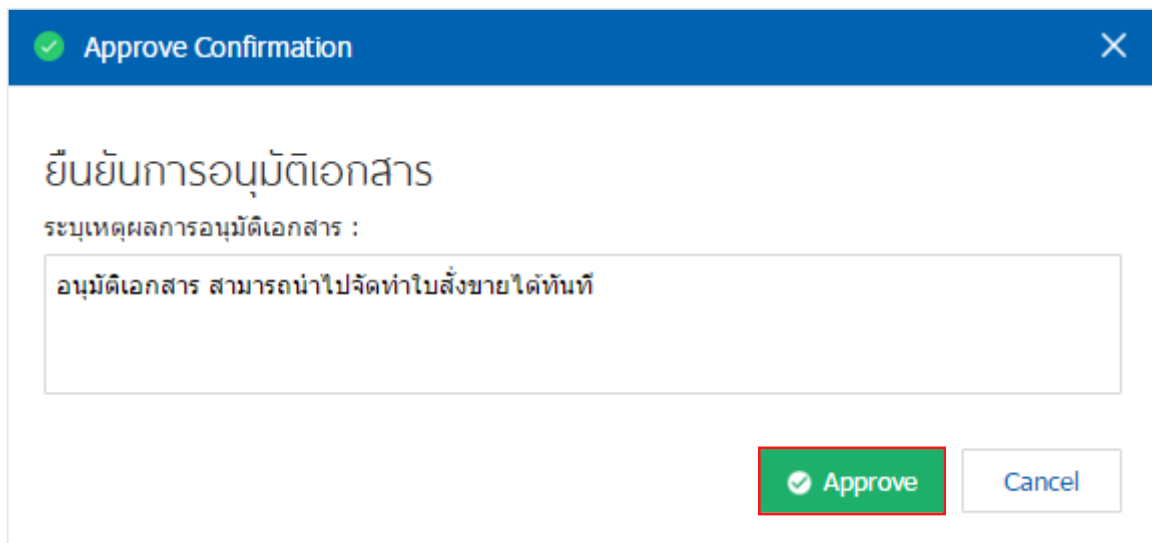 Approve Confirmation
ยืนยันการอนุมัติเอกสาร
ระบุเหตุผลการอนุมัติเอกสาร :
อนุมัติเอกสาร สามารถนำไปจัดทำใบสั่งขายได้ทันที
Approve
Cancel